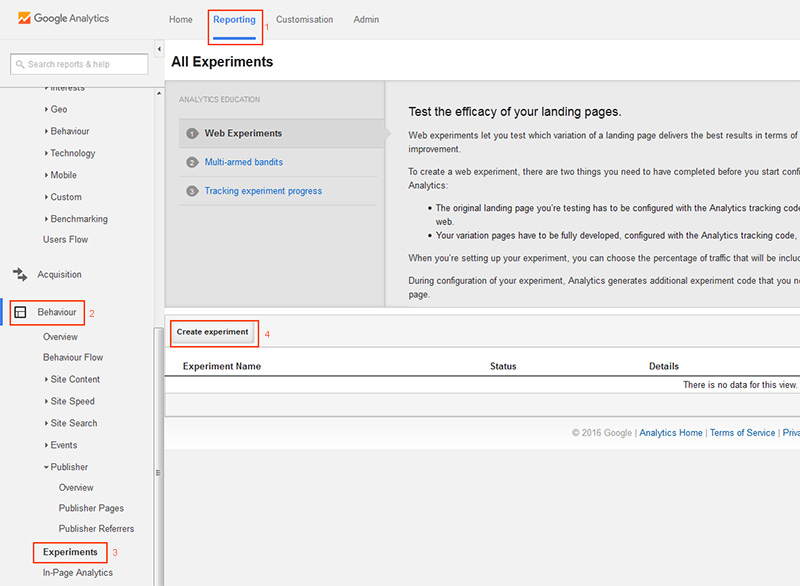 Google Analytics
Home
Reporting
1
Customisation
Admin
Search reports & help
Interests
Geo
Behaviour
Technology
Mobile
Custom
Benchmarking
Users Flow
Acquisition
Behaviour
2
Overview
Behaviour Flow
Site Content
Site Speed
Site Search
Events
Publisher
Overview
Publisher Pages
Publisher Referrers
Experiments
3
In-Page Analytics
All Experiments
ANALYTICS EDUCATION
1 Web Experiments
2 Multi-armed bandits
3 Tracking experiment progress
Test the efficacy of your landing pages.
Web experiments let you test which variation of a landing page delivers the best results in terms of
improvement.
To create a web experiment, there are two things you need to have completed before you start confi
Analytics:
• The original landing page you're testing has to be configured with the Analytics tracking code
web.
• Your variation pages have to be fully developed, configured with the Analytics tracking code,
When you're setting up your experiment, you can choose the percentage of traffic that will be inclu
During configuration of your experiment, Analytics generates additional experiment code that you ne
page.
Create experiment
4
Experiment Name Status Details
There is no data for this view.
© 2016 Google | Analytics Home | Terms of Service | Priva